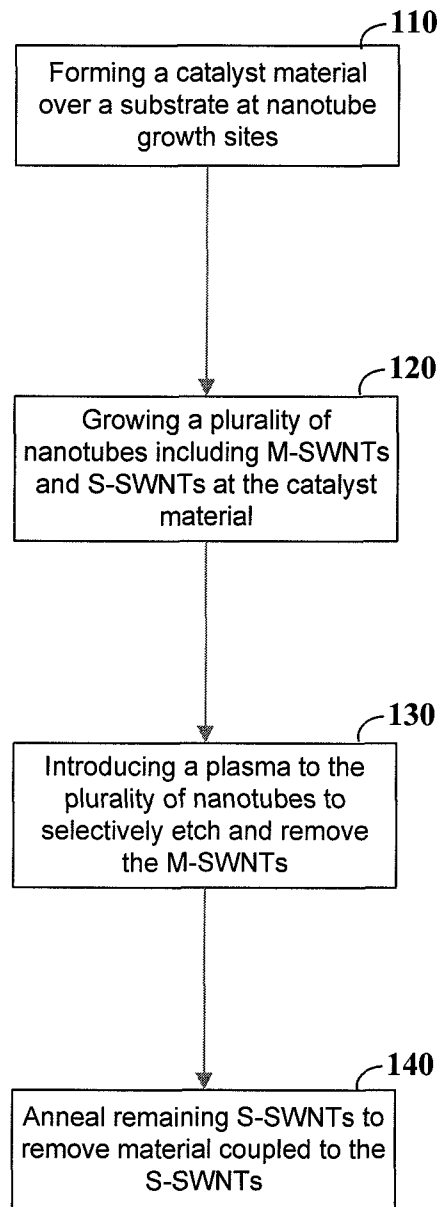 110
Forming a catalyst material
over a substrate at nanotube
growth sites
120
Growing a plurality of
nanotubes including M-SWNTs
and S-SWNTs at the catalyst
material
130
Introducing a plasma to the
plurality of nanotubes to
selectively etch and remove
the M-SWNTs
140
Anneal remaining S-SWNTs to
remove material coupled to the
S-SWNTs